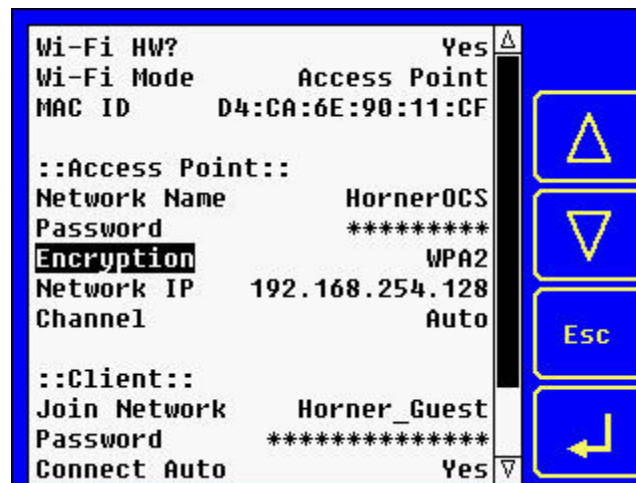 Wi-Fi HW? Yes
Wi-Fi Mode Access Point
MAC ID D4:CA:6E:90:11:CF
::Access Point::
Network Name HornerOCS
Password *********
Encryption WPA2
Network IP 192.168.254.128
Channel Auto
::Client::
Join Network Horner_Guest
Password **************
Connect Auto Yes
Esc